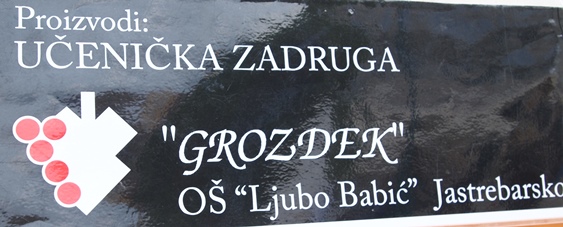 Proizvodi:
UČENIČKA ZADRUGA
"GROZDEK"
OŠ “Ljubo Babić” Jastrebarsko